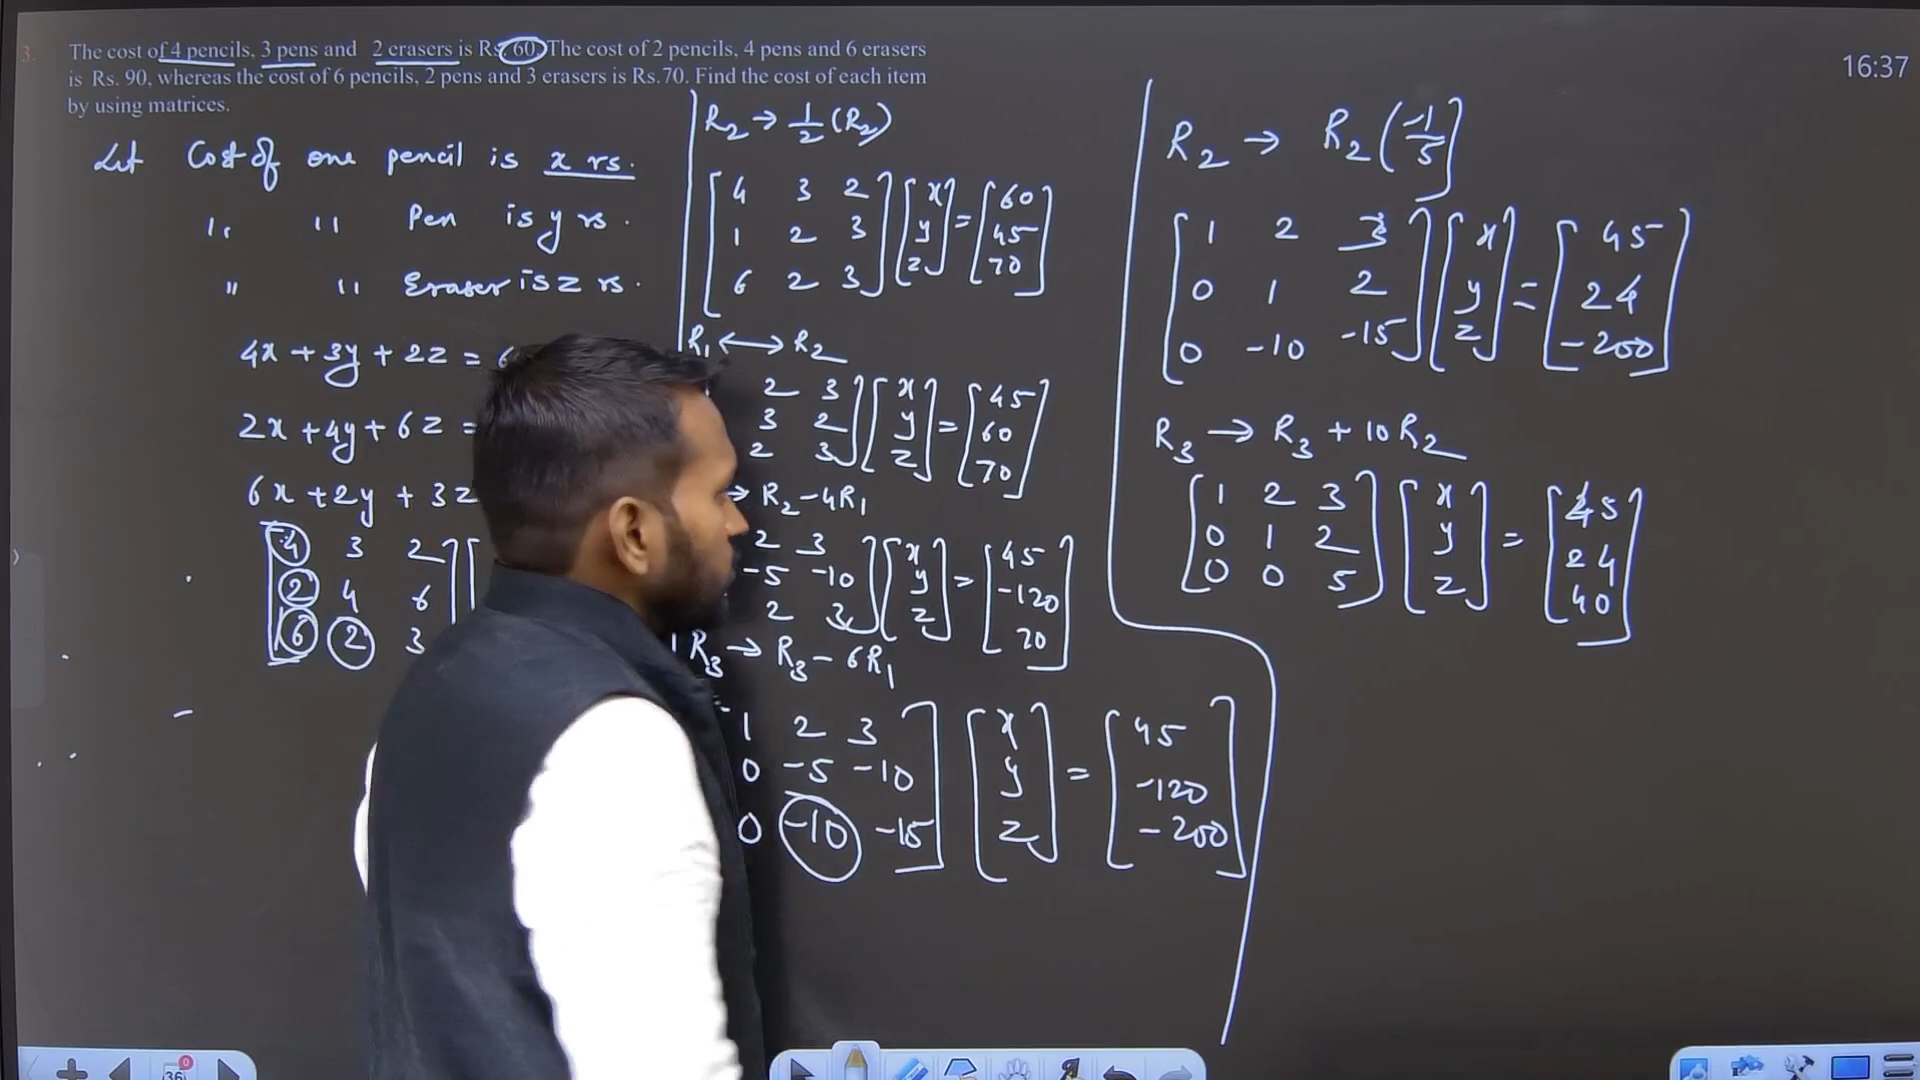 3. The cost of 4 pencils, 3 pens and 2 erasers is Rs. 60. The cost of 2 pencils, 4 pens and 6 erasers
is Rs. 90, whereas the cost of 6 pencils, 2 pens and 3 erasers is Rs.70. Find the cost of each item
by using matrices.
Let Cost of one pencil is x rs.
" " Pen is y rs.
" " Eraser is z rs.
4x + 3y + 2z = 6
2x + 4y + 6z =
6x + 2y + 3z
4 3 2
2 4 6
6 2 3
R2 → 1/2 (R2)
[4 3 2] [x] = [60]
[1 2 3] [y] [45]
[6 2 3] [z] [70]
R1 ↔ R2
2 3] [x] = [45]
3 2] [y] [60]
2 3] [z] [70]
→ R2 - 4R1
2 3] [x] = [45]
-5 -10] [y] [-120]
2 3] [z] [70]
R3 → R3 - 6R1
1 2 3] [x] = [45]
0 -5 -10] [y] [-120]
0 -10 -15] [z] [-200]
R2 → R2 (-1/5)
[1 2 3] [x] = [45]
[0 1 2] [y] [24]
[0 -10 -15] [z] [-200]
R3 → R3 + 10R2
[1 2 3] [x] = [45]
[0 1 2] [y] [24]
[0 0 5] [z] [40]
16:37
36
0